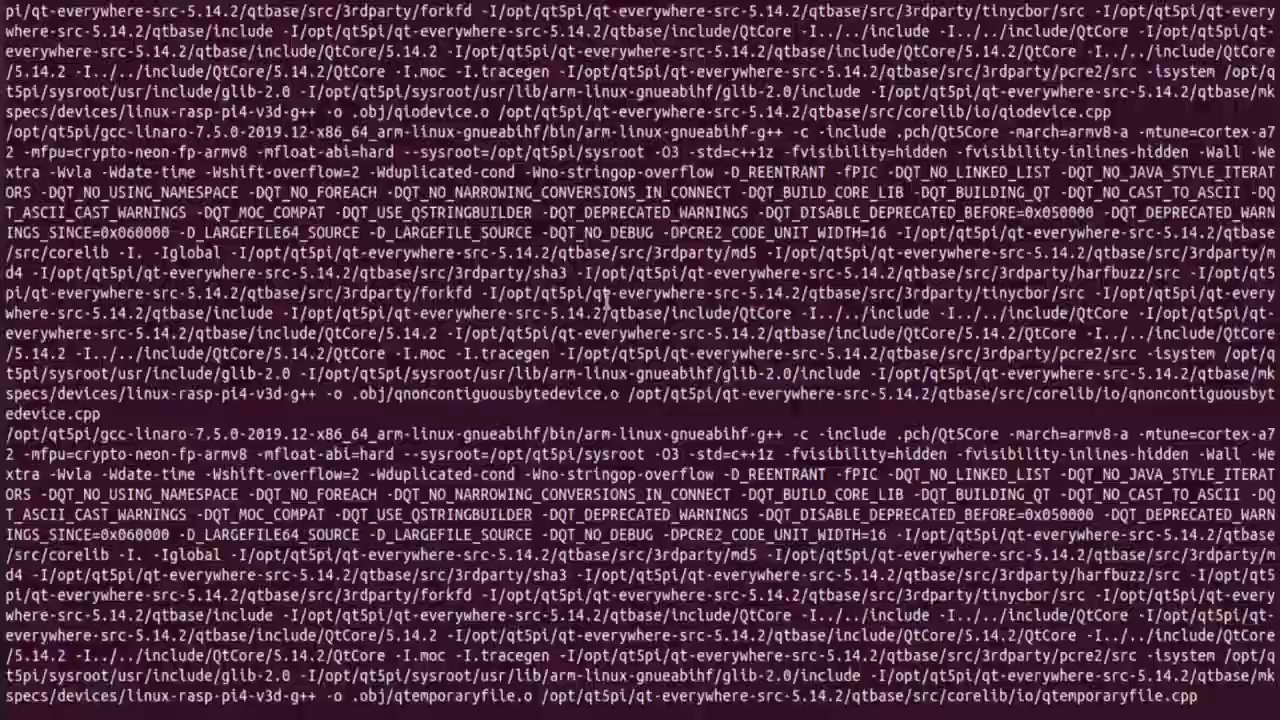 pi/qt-everywhere-src-5.14.2/qtbase/src/3rdparty/forkfd -I/opt/qt5pi/qt-everywhere-src-5.14.2/qtbase/src/3rdparty/tinycbor/src -I/opt/qt5pi/qt-every
where-src-5.14.2/qtbase/include -I/opt/qt5pi/qt-everywhere-src-5.14.2/qtbase/include/QtCore -I../../include -I../../include/QtCore -I/opt/qt5pi/qt-
everywhere-src-5.14.2/qtbase/include/QtCore/5.14.2 -I/opt/qt5pi/qt-everywhere-src-5.14.2/qtbase/include/QtCore/5.14.2/QtCore -I../../include/QtCore
/5.14.2 -I../../include/QtCore/5.14.2/QtCore -I.moc -I.tracegen -I/opt/qt5pi/qt-everywhere-src-5.14.2/qtbase/src/3rdparty/pcre2/src -isystem /opt/q
t5pi/sysroot/usr/include/glib-2.0 -I/opt/qt5pi/sysroot/usr/lib/arm-linux-gnueabihf/glib-2.0/include -I/opt/qt5pi/qt-everywhere-src-5.14.2/qtbase/mk
specs/devices/linux-rasp-pi4-v3d-g++ -o .obj/qiodevice.o /opt/qt5pi/qt-everywhere-src-5.14.2/qtbase/src/corelib/io/qiodevice.cpp
/opt/qt5pi/gcc-linaro-7.5.0-2019.12-x86_64_arm-linux-gnueabihf/bin/arm-linux-gnueabihf-g++ -c -include .pch/Qt5Core -march=armv8-a -mtune=cortex-a7
2 -mfpu=crypto-neon-fp-armv8 -mfloat-abi=hard --sysroot=/opt/qt5pi/sysroot -O3 -std=c++1z -fvisibility=hidden -fvisibility-inlines-hidden -Wall -We
xtra -Wvla -Wdate-time -Wshift-overflow=2 -Wduplicated-cond -Wno-stringop-overflow -D_REENTRANT -fPIC -DQT_NO_LINKED_LIST -DQT_NO_JAVA_STYLE_ITERAT
ORS -DQT_NO_USING_NAMESPACE -DQT_NO_FOREACH -DQT_NO_NARROWING_CONVERSIONS_IN_CONNECT -DQT_BUILD_CORE_LIB -DQT_BUILDING_QT -DQT_NO_CAST_TO_ASCII -DQ
T_ASCII_CAST_WARNINGS -DQT_MOC_COMPAT -DQT_USE_QSTRINGBUILDER -DQT_DEPRECATED_WARNINGS -DQT_DISABLE_DEPRECATED_BEFORE=0x050000 -DQT_DEPRECATED_WARN
INGS_SINCE=0x060000 -D_LARGEFILE64_SOURCE -D_LARGEFILE_SOURCE -DQT_NO_DEBUG -DPCRE2_CODE_UNIT_WIDTH=16 -I/opt/qt5pi/qt-everywhere-src-5.14.2/qtbase
/src/corelib -I. -Iglobal -I/opt/qt5pi/qt-everywhere-src-5.14.2/qtbase/src/3rdparty/md5 -I/opt/qt5pi/qt-everywhere-src-5.14.2/qtbase/src/3rdparty/m
d4 -I/opt/qt5pi/qt-everywhere-src-5.14.2/qtbase/src/3rdparty/sha3 -I/opt/qt5pi/qt-everywhere-src-5.14.2/qtbase/src/3rdparty/harfbuzz/src -I/opt/qt5
pi/qt-everywhere-src-5.14.2/qtbase/src/3rdparty/forkfd -I/opt/qt5pi/qt-everywhere-src-5.14.2/qtbase/src/3rdparty/tinycbor/src -I/opt/qt5pi/qt-every
where-src-5.14.2/qtbase/include -I/opt/qt5pi/qt-everywhere-src-5.14.2/qtbase/include/QtCore -I../../include -I../../include/QtCore -I/opt/qt5pi/qt-
everywhere-src-5.14.2/qtbase/include/QtCore/5.14.2 -I/opt/qt5pi/qt-everywhere-src-5.14.2/qtbase/include/QtCore/5.14.2/QtCore -I../../include/QtCore
/5.14.2 -I../../include/QtCore/5.14.2/QtCore -I.moc -I.tracegen -I/opt/qt5pi/qt-everywhere-src-5.14.2/qtbase/src/3rdparty/pcre2/src -isystem /opt/q
t5pi/sysroot/usr/include/glib-2.0 -I/opt/qt5pi/sysroot/usr/lib/arm-linux-gnueabihf/glib-2.0/include -I/opt/qt5pi/qt-everywhere-src-5.14.2/qtbase/mk
specs/devices/linux-rasp-pi4-v3d-g++ -o .obj/qnoncontiguousbytedevice.o /opt/qt5pi/qt-everywhere-src-5.14.2/qtbase/src/corelib/io/qnoncontiguousbyt
edevice.cpp
/opt/qt5pi/gcc-linaro-7.5.0-2019.12-x86_64_arm-linux-gnueabihf/bin/arm-linux-gnueabihf-g++ -c -include .pch/Qt5Core -march=armv8-a -mtune=cortex-a7
2 -mfpu=crypto-neon-fp-armv8 -mfloat-abi=hard --sysroot=/opt/qt5pi/sysroot -O3 -std=c++1z -fvisibility=hidden -fvisibility-inlines-hidden -Wall -We
xtra -Wvla -Wdate-time -Wshift-overflow=2 -Wduplicated-cond -Wno-stringop-overflow -D_REENTRANT -fPIC -DQT_NO_LINKED_LIST -DQT_NO_JAVA_STYLE_ITERAT
ORS -DQT_NO_USING_NAMESPACE -DQT_NO_FOREACH -DQT_NO_NARROWING_CONVERSIONS_IN_CONNECT -DQT_BUILD_CORE_LIB -DQT_BUILDING_QT -DQT_NO_CAST_TO_ASCII -DQ
T_ASCII_CAST_WARNINGS -DQT_MOC_COMPAT -DQT_USE_QSTRINGBUILDER -DQT_DEPRECATED_WARNINGS -DQT_DISABLE_DEPRECATED_BEFORE=0x050000 -DQT_DEPRECATED_WARN
INGS_SINCE=0x060000 -D_LARGEFILE64_SOURCE -D_LARGEFILE_SOURCE -DQT_NO_DEBUG -DPCRE2_CODE_UNIT_WIDTH=16 -I/opt/qt5pi/qt-everywhere-src-5.14.2/qtbase
/src/corelib -I. -Iglobal -I/opt/qt5pi/qt-everywhere-src-5.14.2/qtbase/src/3rdparty/md5 -I/opt/qt5pi/qt-everywhere-src-5.14.2/qtbase/src/3rdparty/m
d4 -I/opt/qt5pi/qt-everywhere-src-5.14.2/qtbase/src/3rdparty/sha3 -I/opt/qt5pi/qt-everywhere-src-5.14.2/qtbase/src/3rdparty/harfbuzz/src -I/opt/qt5
pi/qt-everywhere-src-5.14.2/qtbase/src/3rdparty/forkfd -I/opt/qt5pi/qt-everywhere-src-5.14.2/qtbase/src/3rdparty/tinycbor/src -I/opt/qt5pi/qt-every
where-src-5.14.2/qtbase/include -I/opt/qt5pi/qt-everywhere-src-5.14.2/qtbase/include/QtCore -I../../include -I../../include/QtCore -I/opt/qt5pi/qt-
everywhere-src-5.14.2/qtbase/include/QtCore/5.14.2 -I/opt/qt5pi/qt-everywhere-src-5.14.2/qtbase/include/QtCore/5.14.2/QtCore -I../../include/QtCore
/5.14.2 -I../../include/QtCore/5.14.2/QtCore -I.moc -I.tracegen -I/opt/qt5pi/qt-everywhere-src-5.14.2/qtbase/src/3rdparty/pcre2/src -isystem /opt/q
t5pi/sysroot/usr/include/glib-2.0 -I/opt/qt5pi/sysroot/usr/lib/arm-linux-gnueabihf/glib-2.0/include -I/opt/qt5pi/qt-everywhere-src-5.14.2/qtbase/mk
specs/devices/linux-rasp-pi4-v3d-g++ -o .obj/qtemporaryfile.o /opt/qt5pi/qt-everywhere-src-5.14.2/qtbase/src/corelib/io/qtemporaryfile.cpp